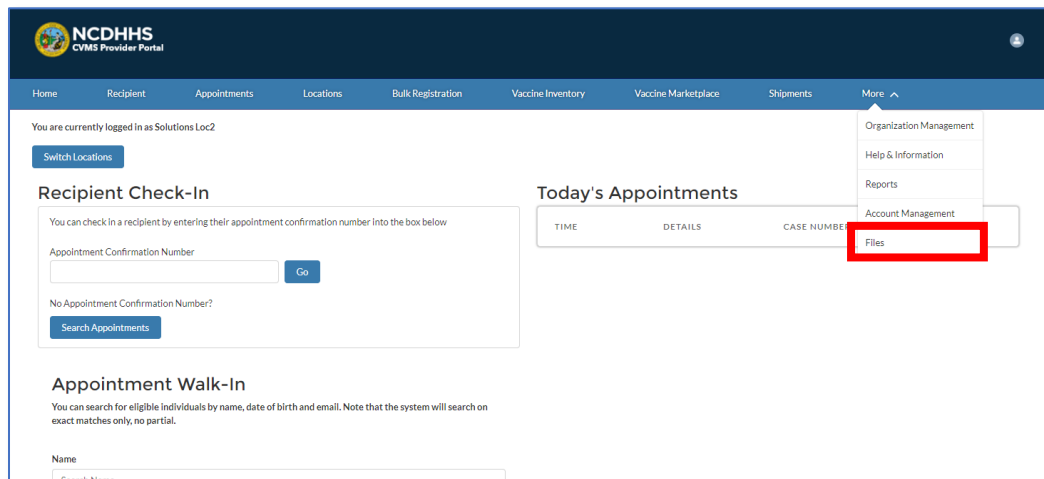 NCDHHS
CVMS Provider Portal
Home Recipient Appointments Locations Bulk Registration Vaccine Inventory Vaccine Marketplace Shipments More
You are currently logged in as Solutions Loc2
Switch Locations
Organization Management
Help & Information
Reports
Account Management
Files
Recipient Check-In
You can check in a recipient by entering their appointment confirmation number into the box below
Appointment Confirmation Number
Go
No Appointment Confirmation Number?
Search Appointments
Today's Appointments
TIME DETAILS CASE NUMBER
Appointment Walk-In
You can search for eligible individuals by name, date of birth and email. Note that the system will search on
exact matches only, no partial.
Name
Search Name